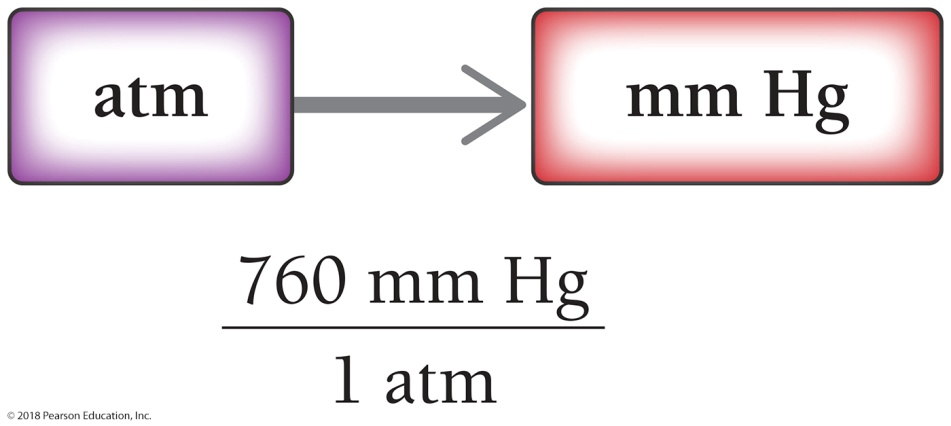 atm
mm Hg
760 mm Hg
1 atm
© 2018 Pearson Education, Inc.